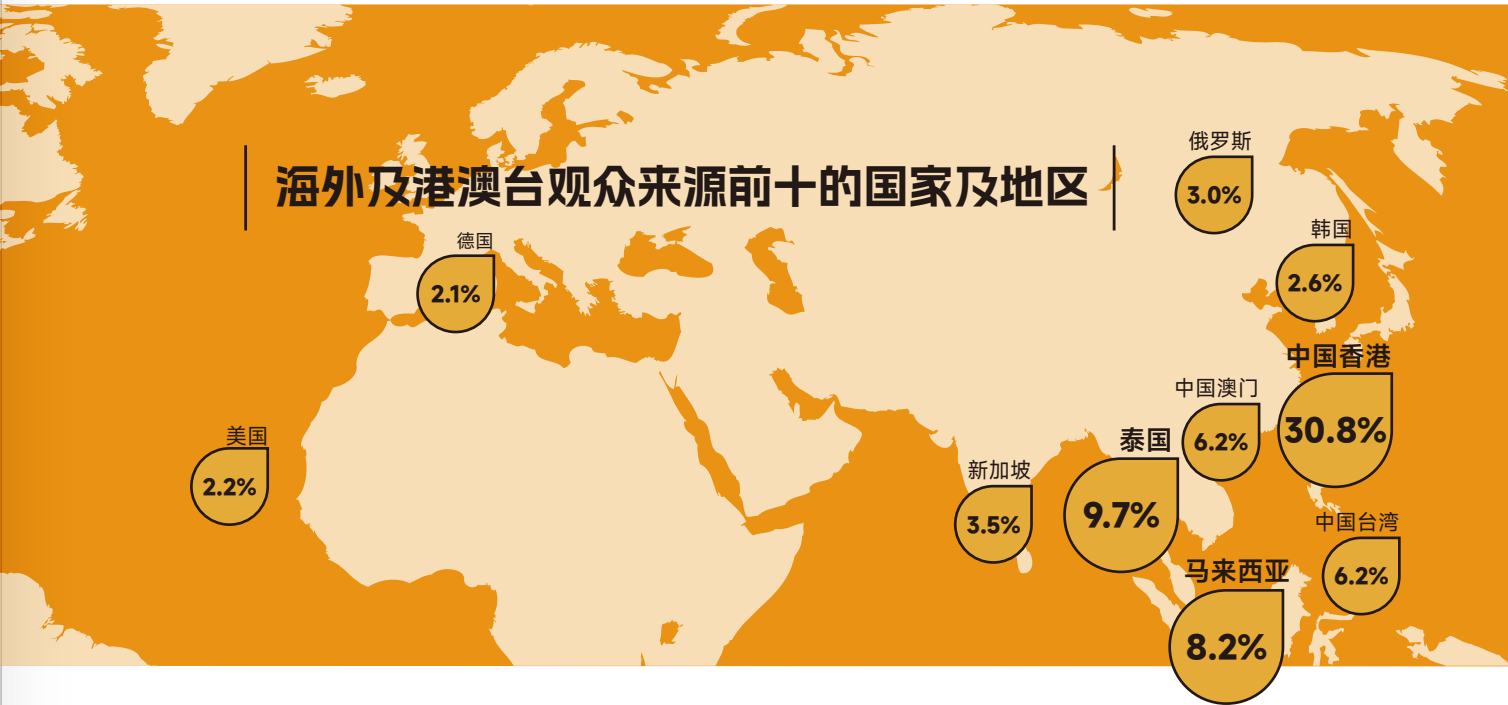 海外及港澳台观众来源前十的国家及地区
俄罗斯
3.0%
韩国
2.6%
德国
2.1%
中国香港
30.8%
中国澳门
6.2%
美国
2.2%
泰国
9.7%
新加坡
3.5%
中国台湾
6.2%
马来西亚
8.2%